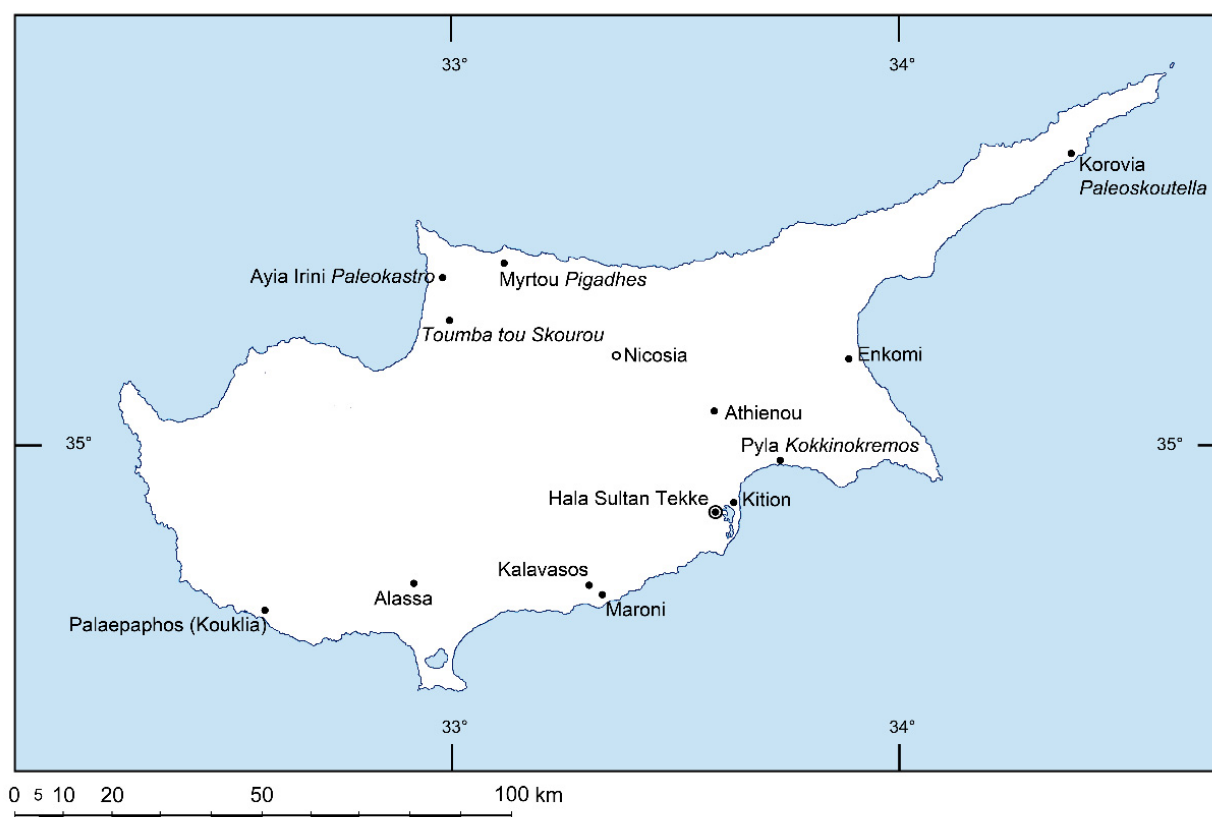 33°
34°
Korovia
Paleoskoutella
Ayia Irini Paleokastro
Myrtou Pigadhes
Toumba tou Skourou
Nicosia
Enkomi
Athienou
35°
Pyla Kokkinokremos
35°
Hala Sultan Tekke
Kition
Kalavasos
Alassa
Maroni
Palaepaphos (Kouklia)
33°
34°
0 5 10 20 50 100 km